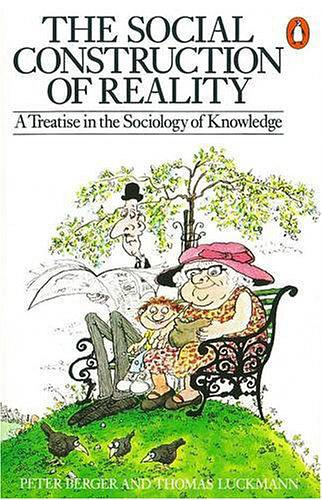 THE SOCIAL
CONSTRUCTION
OF REALITY
A Treatise in the Sociology of Knowledge
PETER BERGER AND THOMAS LUCKMANN